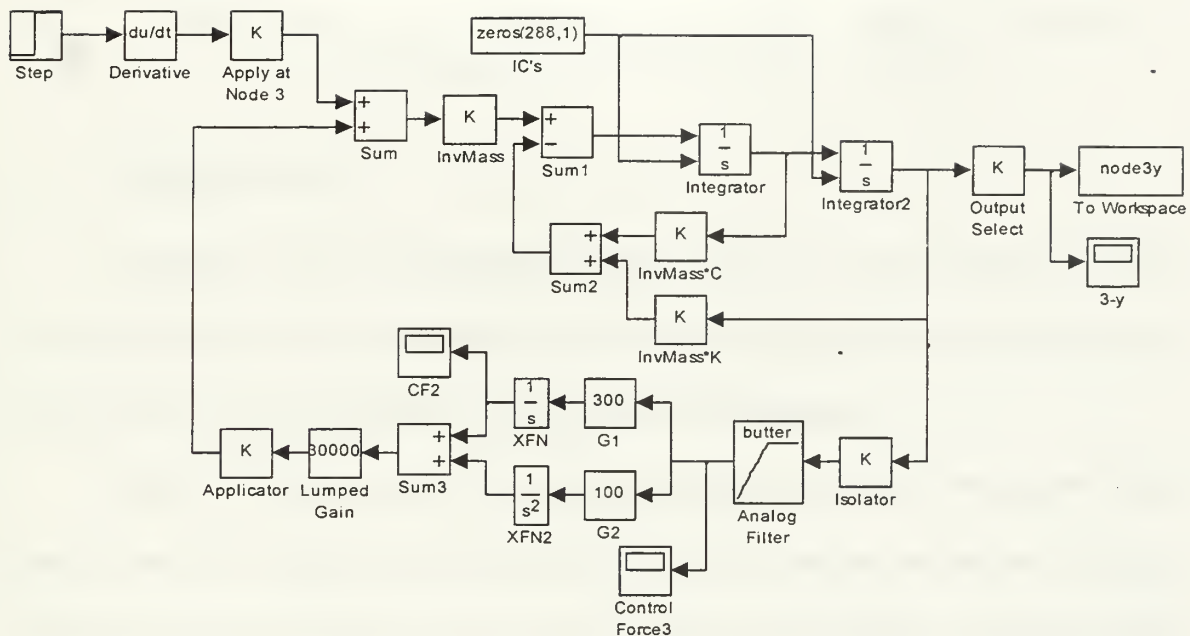 Step
du/dt
Derivative
K
Apply at
Node 3
zeros(288,1)
IC's
+
+
Sum
K
InvMass
+
−
Sum1
1
s
Integrator
1
s
Integrator2
K
Output
Select
node3y
To Workspace
3-y
+
+
Sum2
K
InvMass*C
K
InvMass*K
CF2
1
s
XFN
300
G1
butter
Analog
Filter
K
Isolator
K
Applicator
30000
Lumped
Gain
+
+
Sum3
1
s2
XFN2
100
G2
Control
Force3